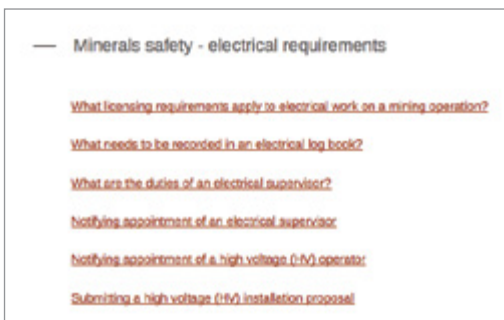 — Minerals safety - electrical requirements
What licensing requirements apply to electrical work on a mining operation?
What needs to be recorded in an electrical log book?
What are the duties of an electrical supervisor?
Notifying appointment of an electrical supervisor
Notifying appointment of a high voltage (HV) operator
Submitting a high voltage (HV) installation proposal